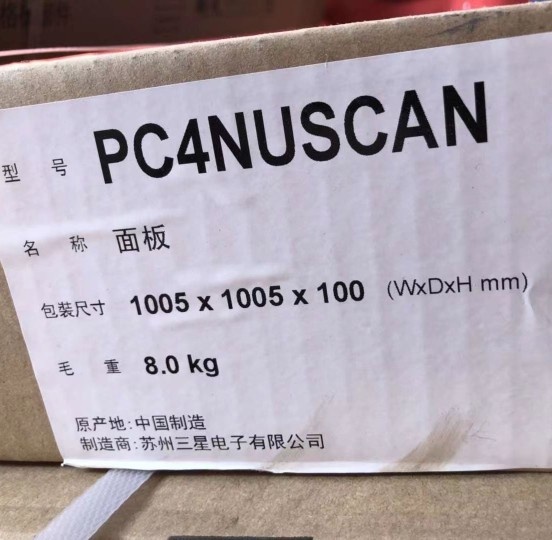 型 号 PC4NUSCAN
名 称 面板
包裝尺寸 1005 x 1005 x 100 (WxDxH mm)
毛 重 8.0 kg
原产地:中国制造
制造商:苏州三星电子有限公司